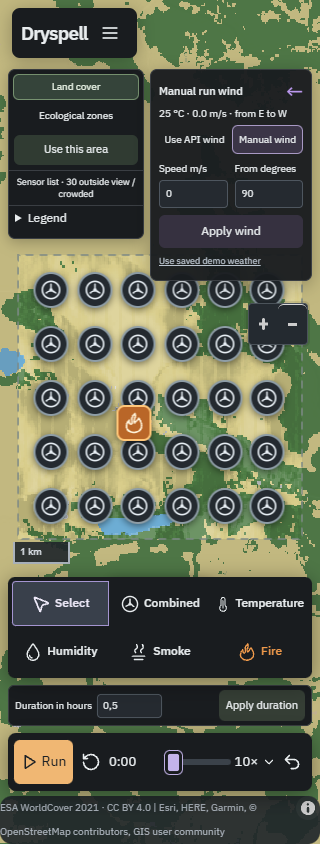 Dryspell
Land cover
Ecological zones
Use this area
Sensor list · 30 outside view /
crowded
Legend
Manual run wind
25 °C · 0.0 m/s · from E to W
Use API wind
Manual wind
Speed m/s
From degrees
0
90
Apply wind
Use saved demo weather
1 km
Select
Combined
Temperature
Humidity
Smoke
Fire
Duration in hours
0,5
Apply duration
Run
0:00
10×
ESA WorldCover 2021 · CC BY 4.0 | Esri, HERE, Garmin, ©
OpenStreetMap contributors, GIS user community